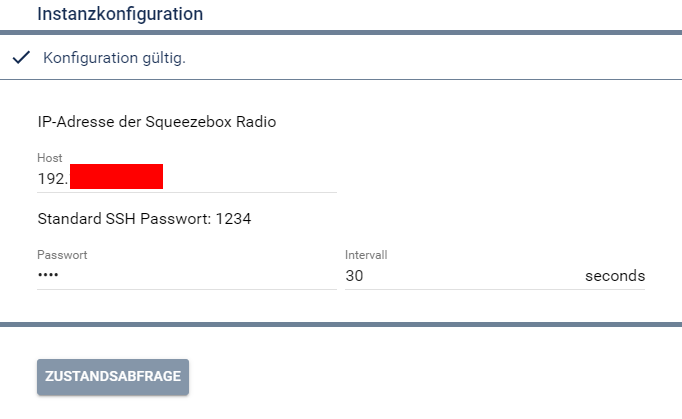 Instanzkonfiguration
Konfiguration gültig.
IP-Adresse der Squeezebox Radio
Host
192.
Standard SSH Passwort: 1234
Passwort Intervall
•••• 30 seconds
ZUSTANDSABFRAGE